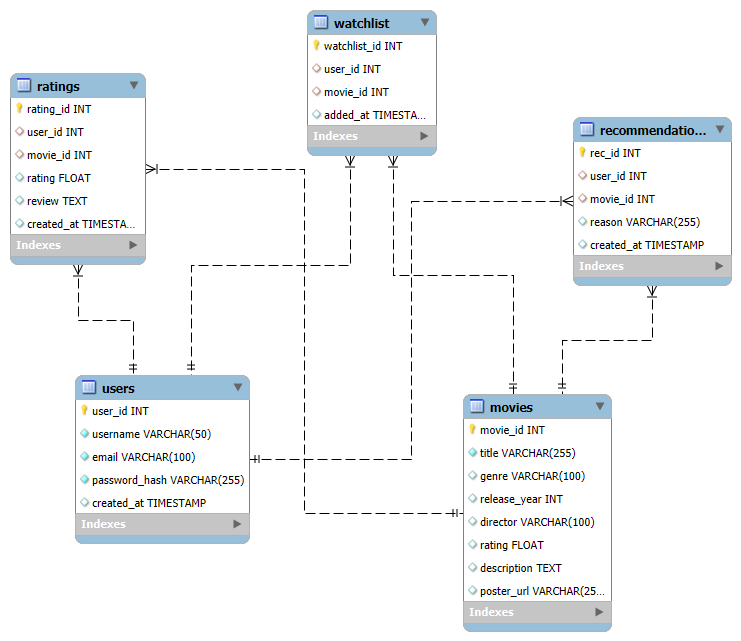 watchlist
watchlist_id INT
user_id INT
movie_id INT
added_at TIMESTA...
Indexes
ratings
rating_id INT
user_id INT
movie_id INT
rating FLOAT
review TEXT
created_at TIMESTA...
Indexes
recommendatio...
rec_id INT
user_id INT
movie_id INT
reason VARCHAR(255)
created_at TIMESTAMP
Indexes
users
user_id INT
username VARCHAR(50)
email VARCHAR(100)
password_hash VARCHAR(255)
created_at TIMESTAMP
Indexes
movies
movie_id INT
title VARCHAR(255)
genre VARCHAR(100)
release_year INT
director VARCHAR(100)
rating FLOAT
description TEXT
poster_url VARCHAR(25...
Indexes